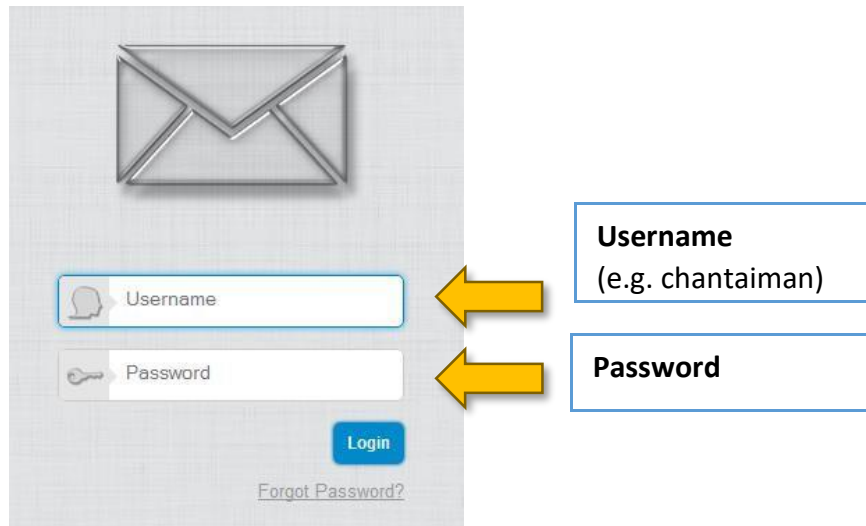 Username
Password
Login
Forgot Password?
Username
(e.g. chantaiman)
Password